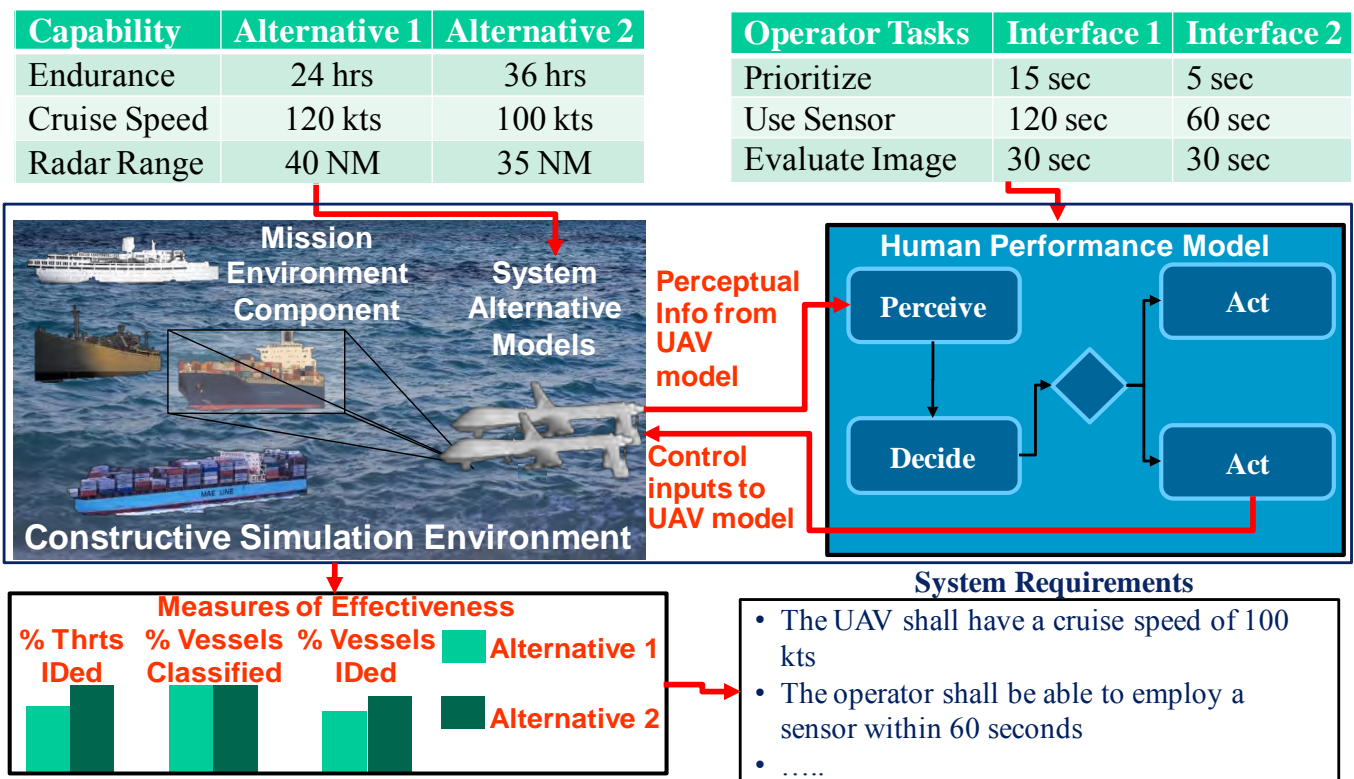 Capability Alternative 1 Alternative 2
Endurance 24 hrs 36 hrs
Cruise Speed 120 kts 100 kts
Radar Range 40 NM 35 NM
Operator Tasks Interface 1 Interface 2
Prioritize 15 sec 5 sec
Use Sensor 120 sec 60 sec
Evaluate Image 30 sec 30 sec
Mission
Environment
Component
System
Alternative
Models
MAE LINE
Constructive Simulation Environment
Perceptual
Info from
UAV
model
Control
inputs to
UAV model
Human Performance Model
Perceive
Act
Decide
Act
Measures of Effectiveness
% Thrts
IDed
% Vessels
Classified
% Vessels
IDed
Alternative 1
Alternative 2
System Requirements
• The UAV shall have a cruise speed of 100
kts
• The operator shall be able to employ a
sensor within 60 seconds
• …..